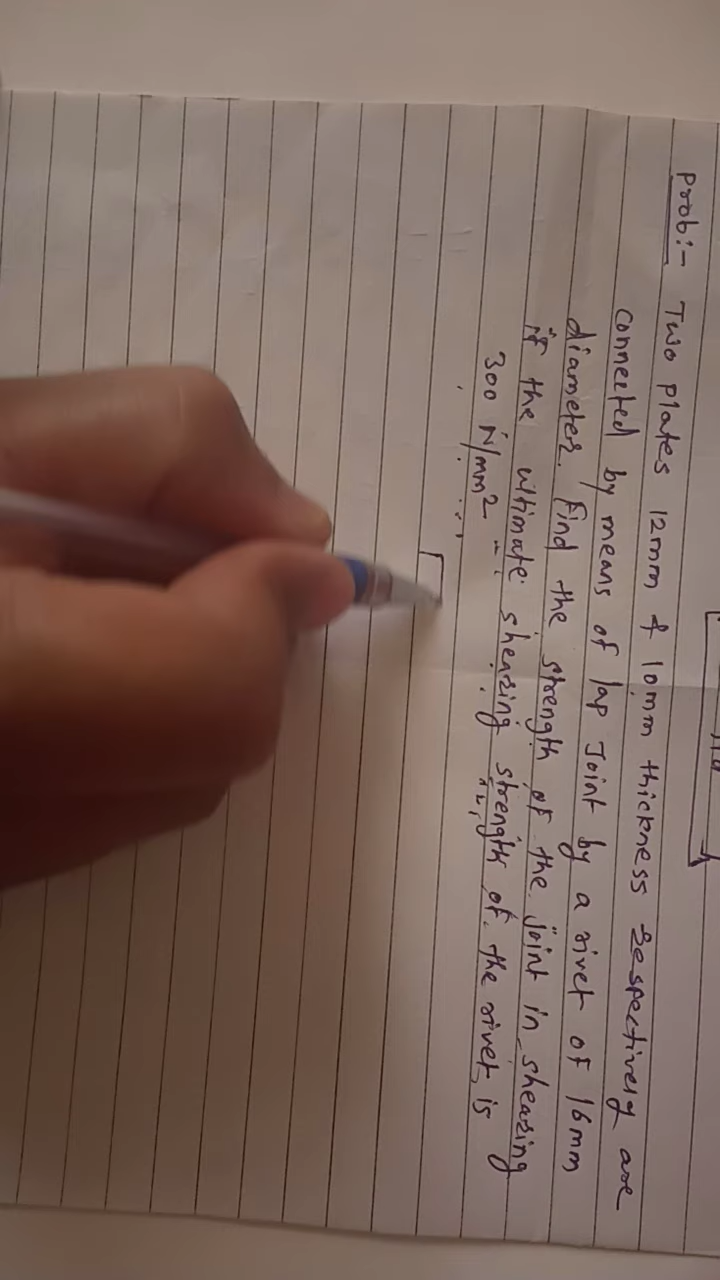 Prob:- Two plates 12mm & 10mm thickness respectively are
connected by means of lap Joint by a rivet of 16mm
diameter. Find the strength of the joint in shearing
if the ultimate shearing strength of the rivet is
300 N/mm²